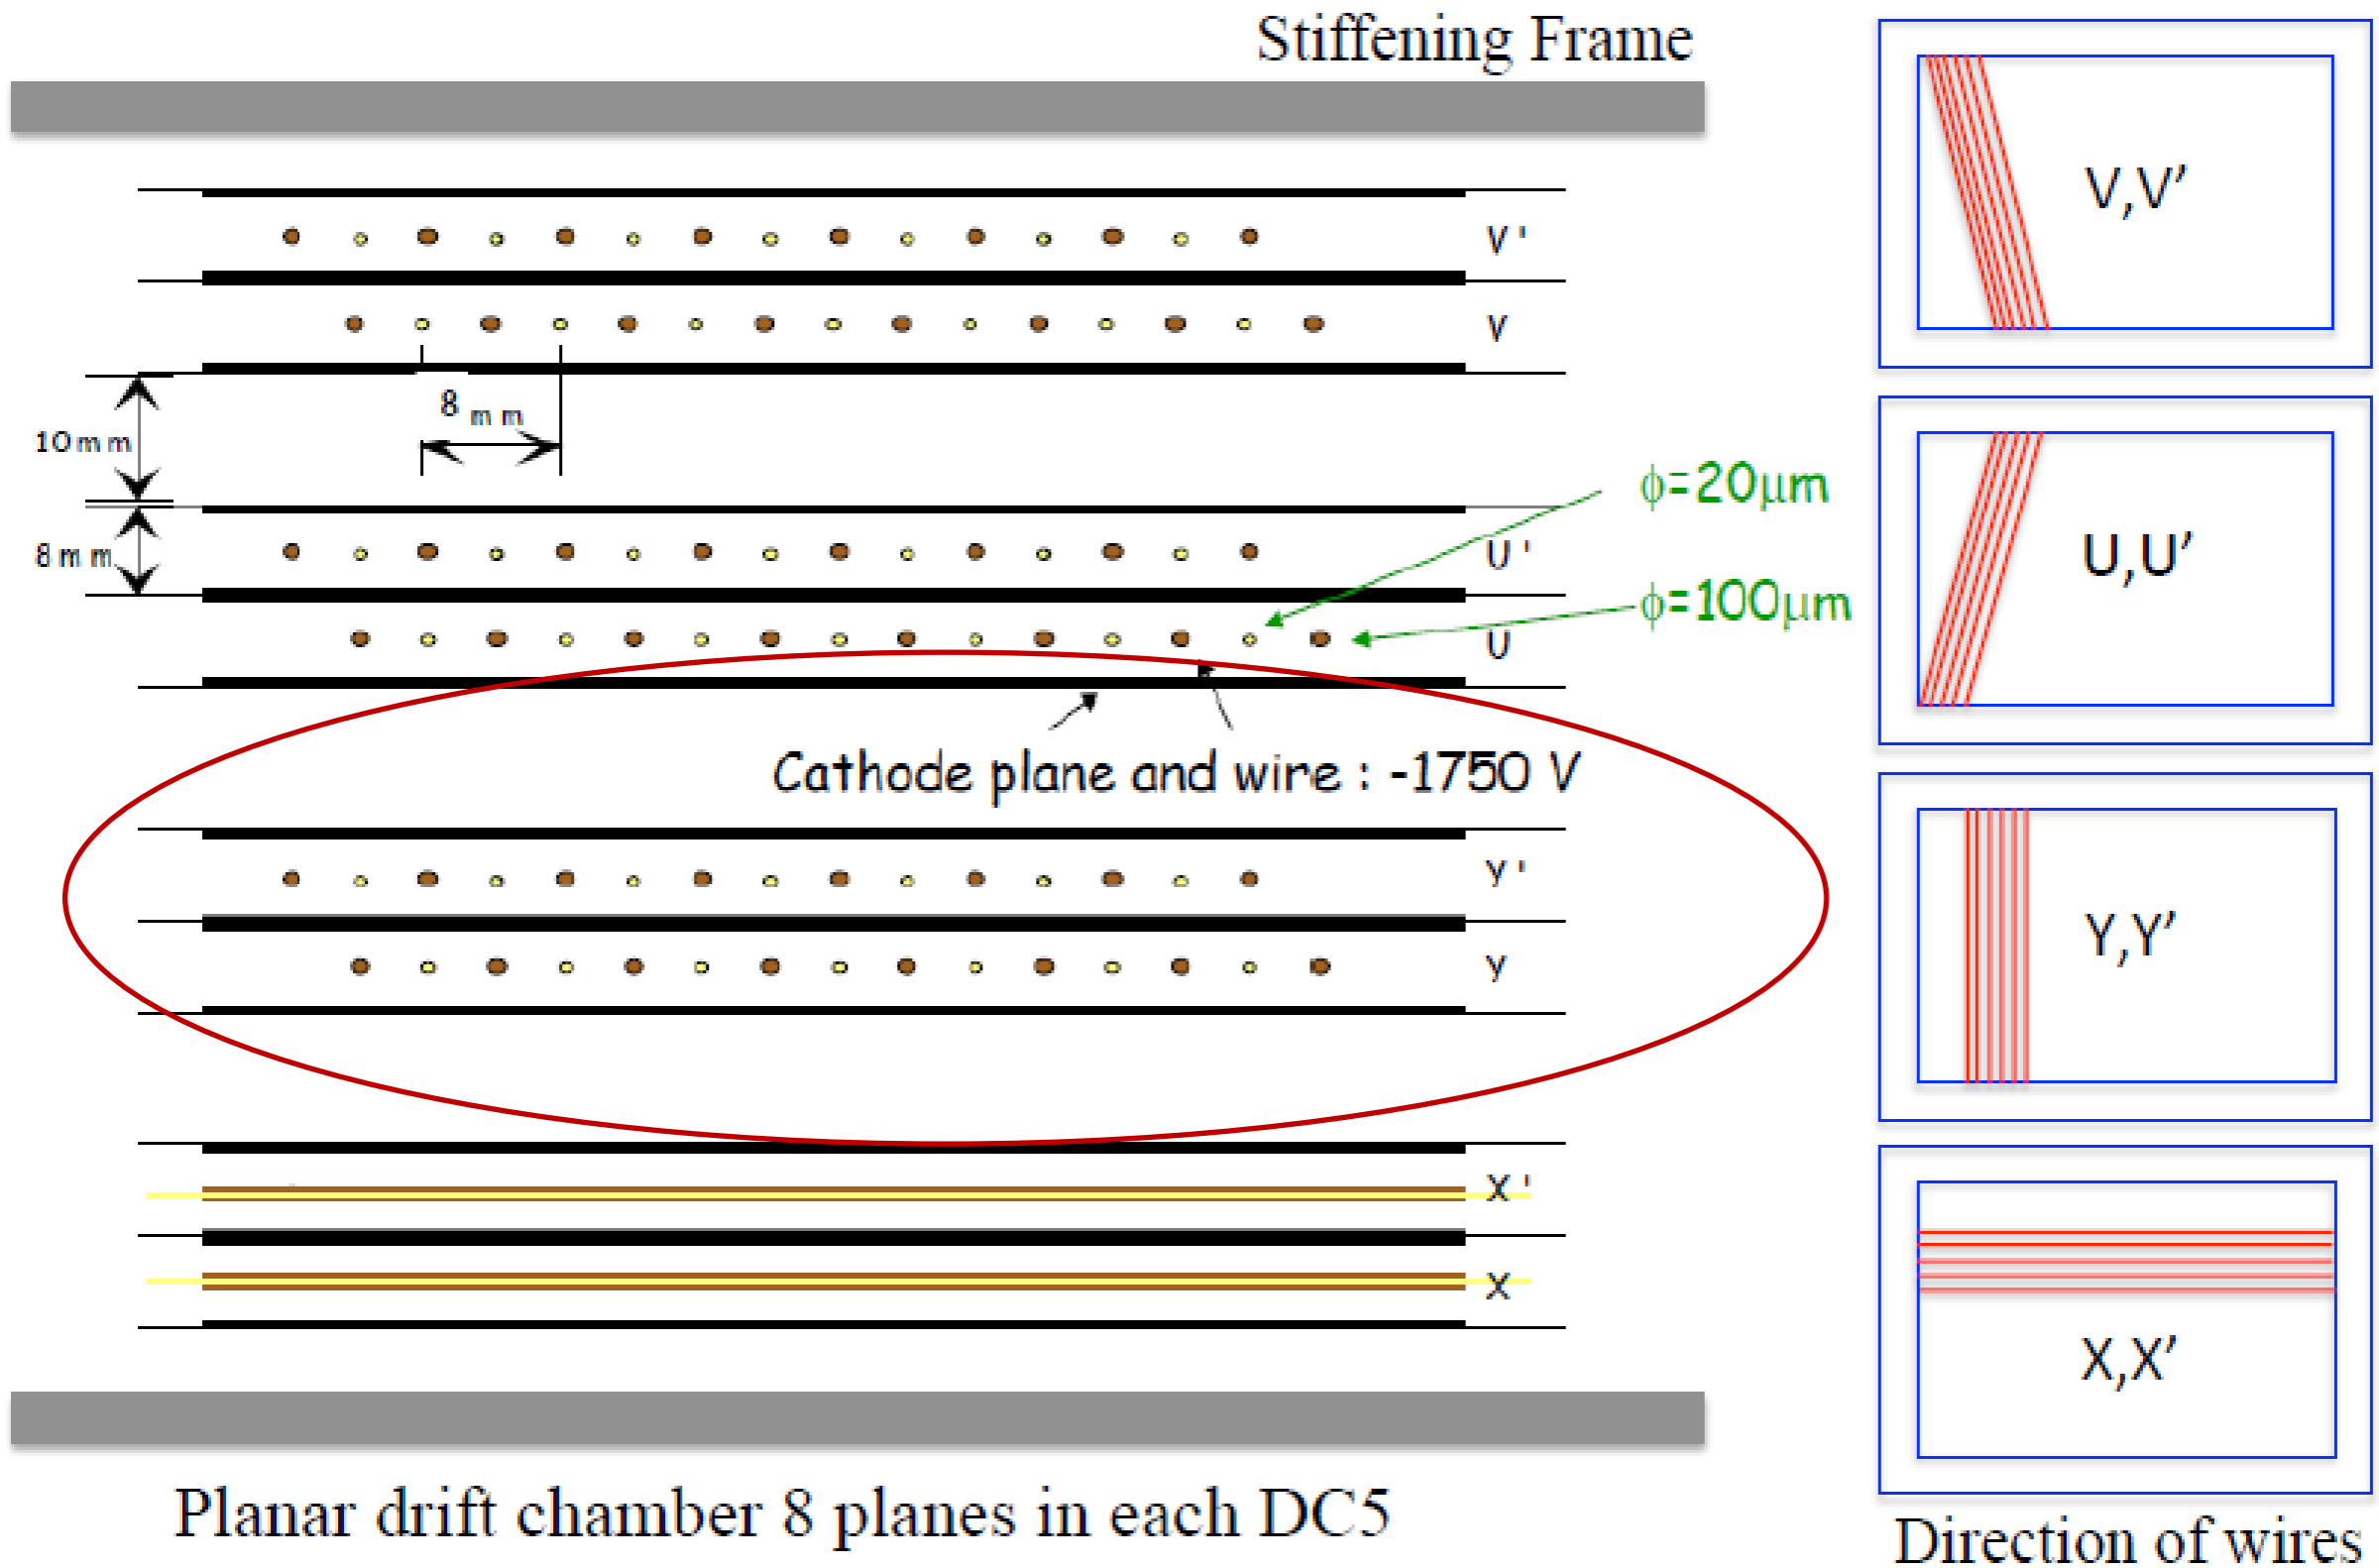 Stiffening Frame
V'
V
8 mm
10 mm
8 mm
U'
U
ϕ=20μm
ϕ=100μm
Cathode plane and wire : -1750 V
Y'
Y
X'
X
Planar drift chamber 8 planes in each DC5
V,V’
U,U’
Y,Y’
X,X’
Direction of wires